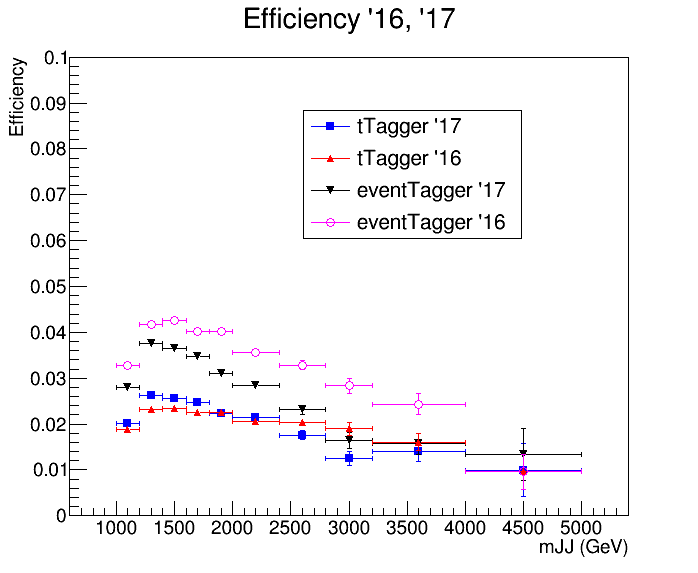 Efficiency '16, '17
Efficiency
0.1
0.09
0.08
0.07
0.06
0.05
0.04
0.03
0.02
0.01
0
tTagger '17
tTagger '16
eventTagger '17
eventTagger '16
1000 1500 2000 2500 3000 3500 4000 4500 5000
mJJ (GeV)